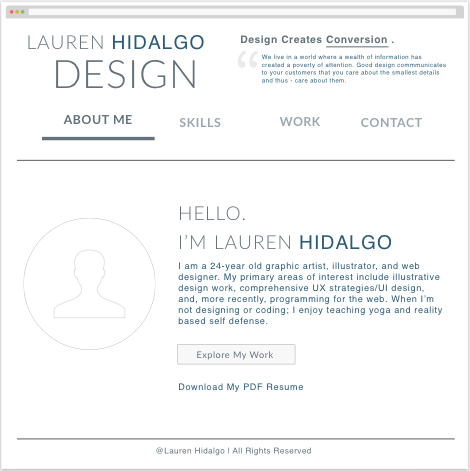 LAUREN HIDALGO
DESIGN
Design Creates Conversion .
“ We live in a world where a wealth of information has
created a poverty of attention. Good design commmunicates
to your customers that you care about the smallest details
and thus - care about them.
ABOUT ME SKILLS WORK CONTACT
HELLO.
I’M LAUREN HIDALGO
I am a 24-year old graphic artist, illustrator, and web
designer. My primary areas of interest include illustrative
design work, comprehensive UX strategies/UI design,
and, more recently, programming for the web. When I’m
not designing or coding; I enjoy teaching yoga and reality
based self defense.
Explore My Work
Download My PDF Resume
@Lauren Hidalgo l All Rights Reserved